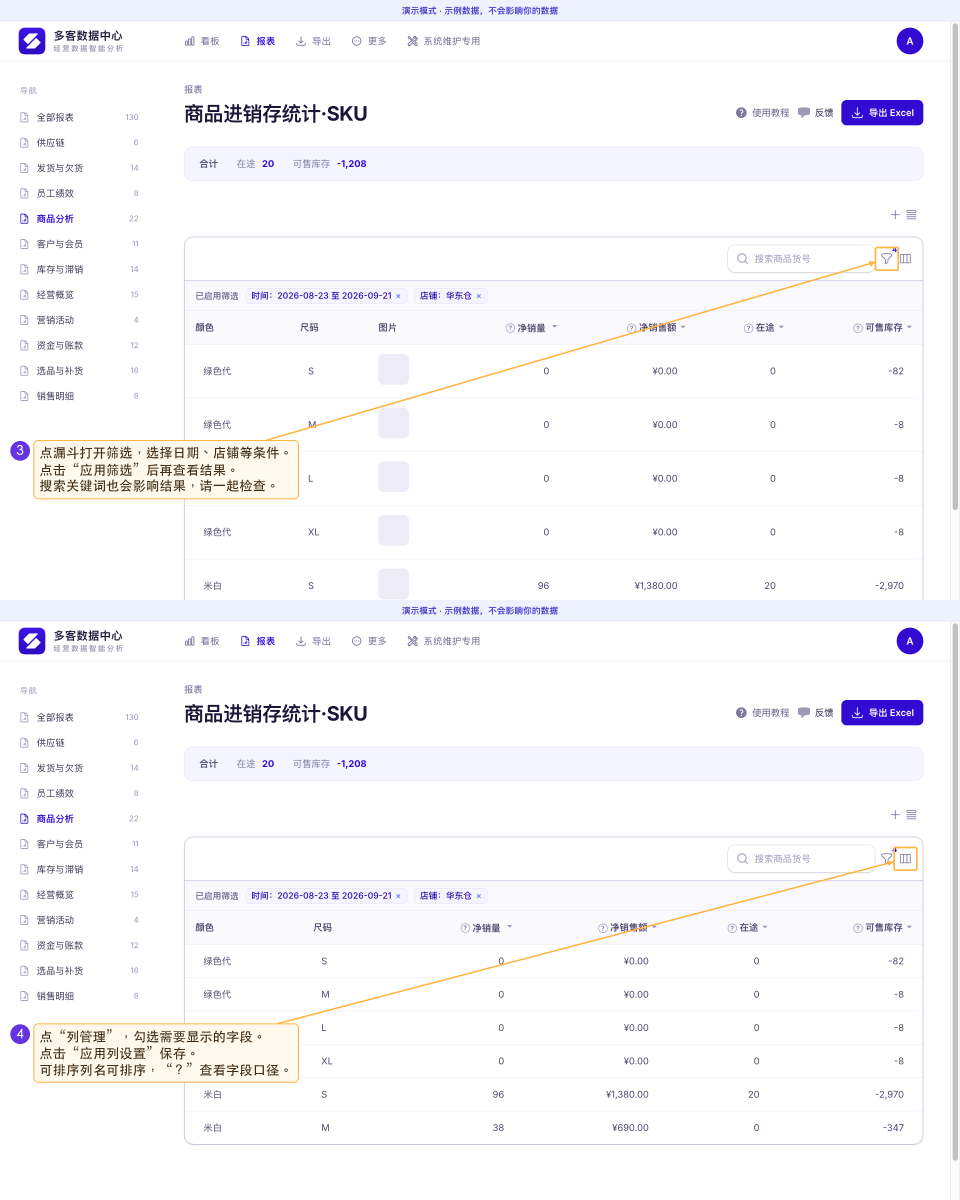 演示模式 · 示例数据，不会影响你的数据
多客数据中心
经营数据智能分析
看板
报表
导出
更多
系统维护专用
A
导航
全部报表 130
供应链 6
发货与欠货 14
员工绩效 8
商品分析 22
客户与会员 11
库存与滞销 14
经营概览 15
营销活动 4
资金与账款 12
选品与补货 16
销售明细 8
报表
商品进销存统计·SKU
使用教程
反馈
导出 Excel
合计 在途 20 可售库存 -1,208
搜索商品货号
4
已启用筛选 时间：2026-08-23 至 2026-09-21 × 店铺：华东仓 ×
颜色 尺码 图片 ? 净销量 ? 净销售额 ? 在途 ? 可售库存
绿色代 S 0 ¥0.00 0 -82
绿色代 M 0 ¥0.00 0 -8
L 0 ¥0.00 0 -8
绿色代 XL 0 ¥0.00 0 -8
米白 S 96 ¥1,380.00 20 -2,970
3
点漏斗打开筛选，选择日期、店铺等条件。
点击“应用筛选”后再查看结果。
搜索关键词也会影响结果，请一起检查。
演示模式 · 示例数据，不会影响你的数据
多客数据中心
经营数据智能分析
看板
报表
导出
更多
系统维护专用
A
导航
全部报表 130
供应链 6
发货与欠货 14
员工绩效 8
商品分析 22
客户与会员 11
库存与滞销 14
经营概览 15
营销活动 4
资金与账款 12
选品与补货 16
销售明细 8
报表
商品进销存统计·SKU
使用教程
反馈
导出 Excel
合计 在途 20 可售库存 -1,208
搜索商品货号
已启用筛选 时间：2026-08-23 至 2026-09-21 × 店铺：华东仓 ×
颜色 尺码 ? 净销量 ? 净销售额 ? 在途 ? 可售库存
绿色代 S 0 ¥0.00 0 -82
绿色代 M 0 ¥0.00 0 -8
L 0 ¥0.00 0 -8
XL 0 ¥0.00 0 -8
米白 S 96 ¥1,380.00 20 -2,970
米白 M 38 ¥690.00 0 -347
4
点“列管理”，勾选需要显示的字段。
点击“应用列设置”保存。
可排序列名可排序，“？”查看字段口径。